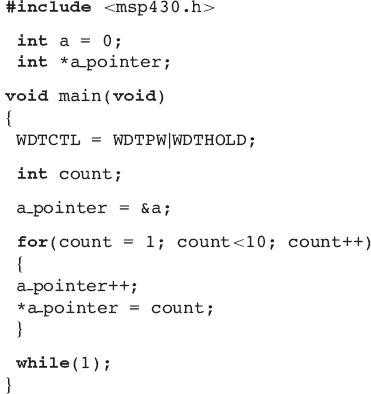 #include <msp430.h>
int a = 0;
int *a_pointer;
void main(void)
{
WDTCTL = WDTPW|WDTHOLD;
int count;
a_pointer = &a;
for(count = 1; count<10; count++)
{
a_pointer++;
*a_pointer = count;
}
while(1);
}